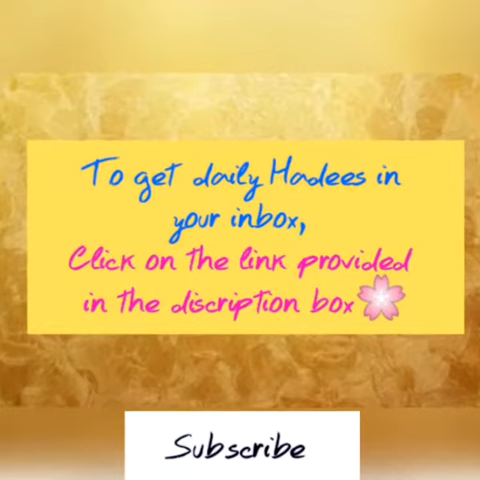 To get daily Hadees in
your inbox,
Click on the link provided
in the discription box🌸
Subscribe